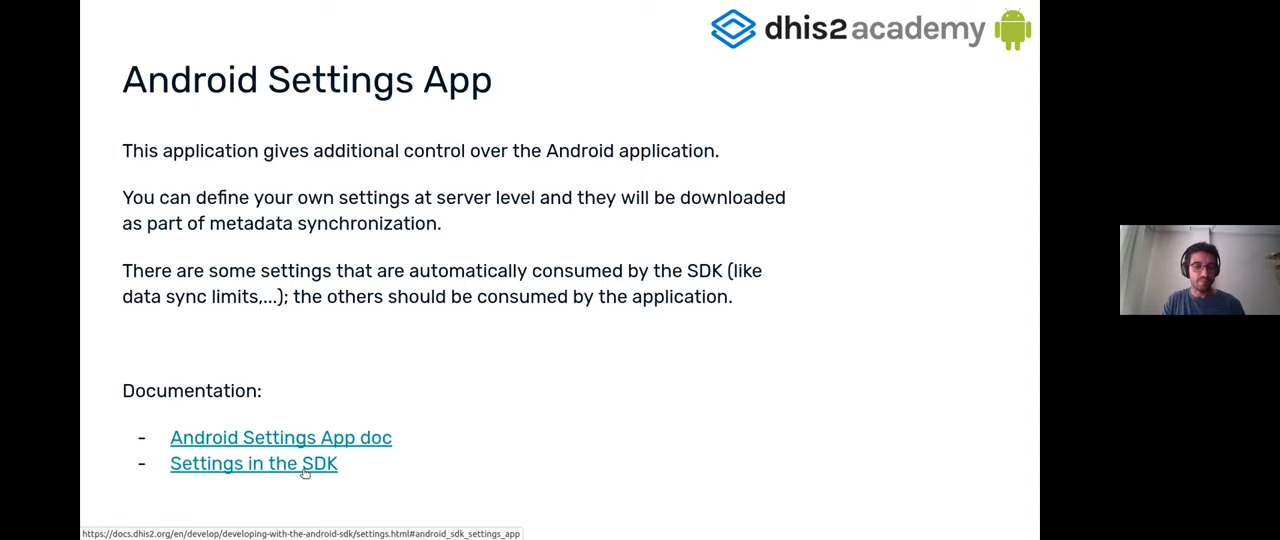 dhis2 academy
Android Settings App
This application gives additional control over the Android application.
You can define your own settings at server level and they will be downloaded
as part of metadata synchronization.
There are some settings that are automatically consumed by the SDK (like
data sync limits,...); the others should be consumed by the application.
Documentation:
- Android Settings App doc
- Settings in the SDK
https://docs.dhis2.org/en/develop/developing-with-the-android-sdk/settings.html#android_sdk_settings_app